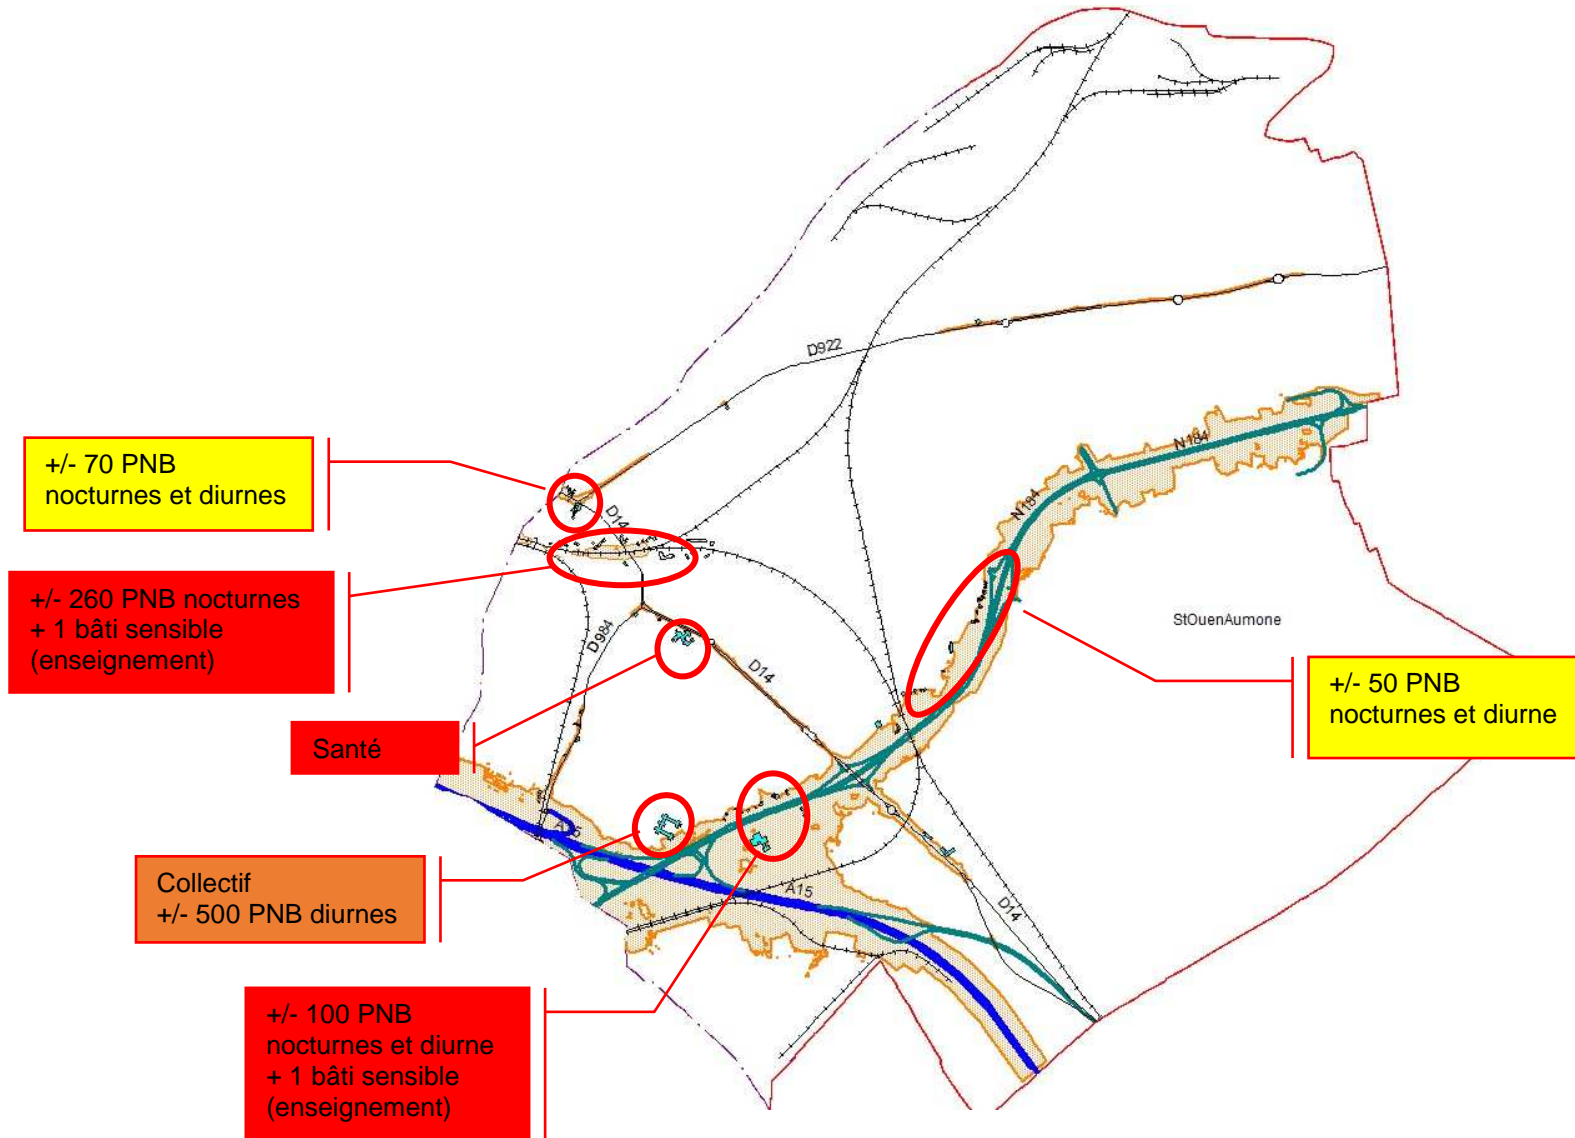 D922
N184
N184
+/- 70 PNB
nocturnes et diurnes
D14
+/- 260 PNB nocturnes
+ 1 bâti sensible
(enseignement)
D984
StOuenAumone
D14
+/- 50 PNB
nocturnes et diurne
Santé
A15
Collectif
+/- 500 PNB diurnes
A15
D14
+/- 100 PNB
nocturnes et diurne
+ 1 bâti sensible
(enseignement)